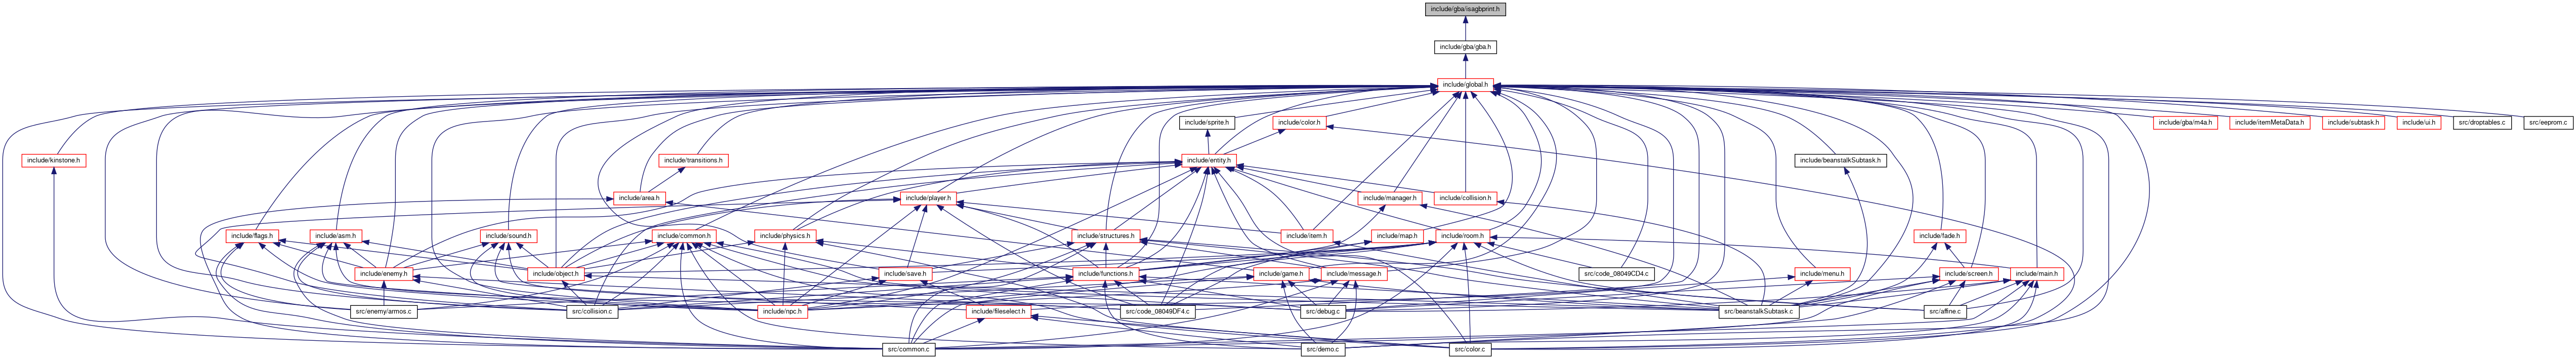 include/gba/isagbprint.h
include/gba/gba.h
include/global.h
include/sprite.h
include/color.h
include/gba/m4a.h
include/itemMetaData.h
include/subtask.h
include/ui.h
src/droptables.c
src/eeprom.c
include/kinstone.h
include/transitions.h
include/entity.h
include/beanstalkSubtask.h
include/area.h
include/player.h
include/manager.h
include/collision.h
include/flags.h
include/asm.h
include/sound.h
include/common.h
include/physics.h
include/structures.h
include/item.h
include/map.h
include/room.h
include/fade.h
include/enemy.h
include/object.h
include/save.h
include/functions.h
include/game.h
include/message.h
src/code_08049CD4.c
include/menu.h
include/screen.h
include/main.h
src/enemy/armos.c
src/collision.c
include/npc.h
include/fileselect.h
src/code_08049DF4.c
src/debug.c
src/beanstalkSubtask.c
src/affine.c
src/common.c
src/demo.c
src/color.c